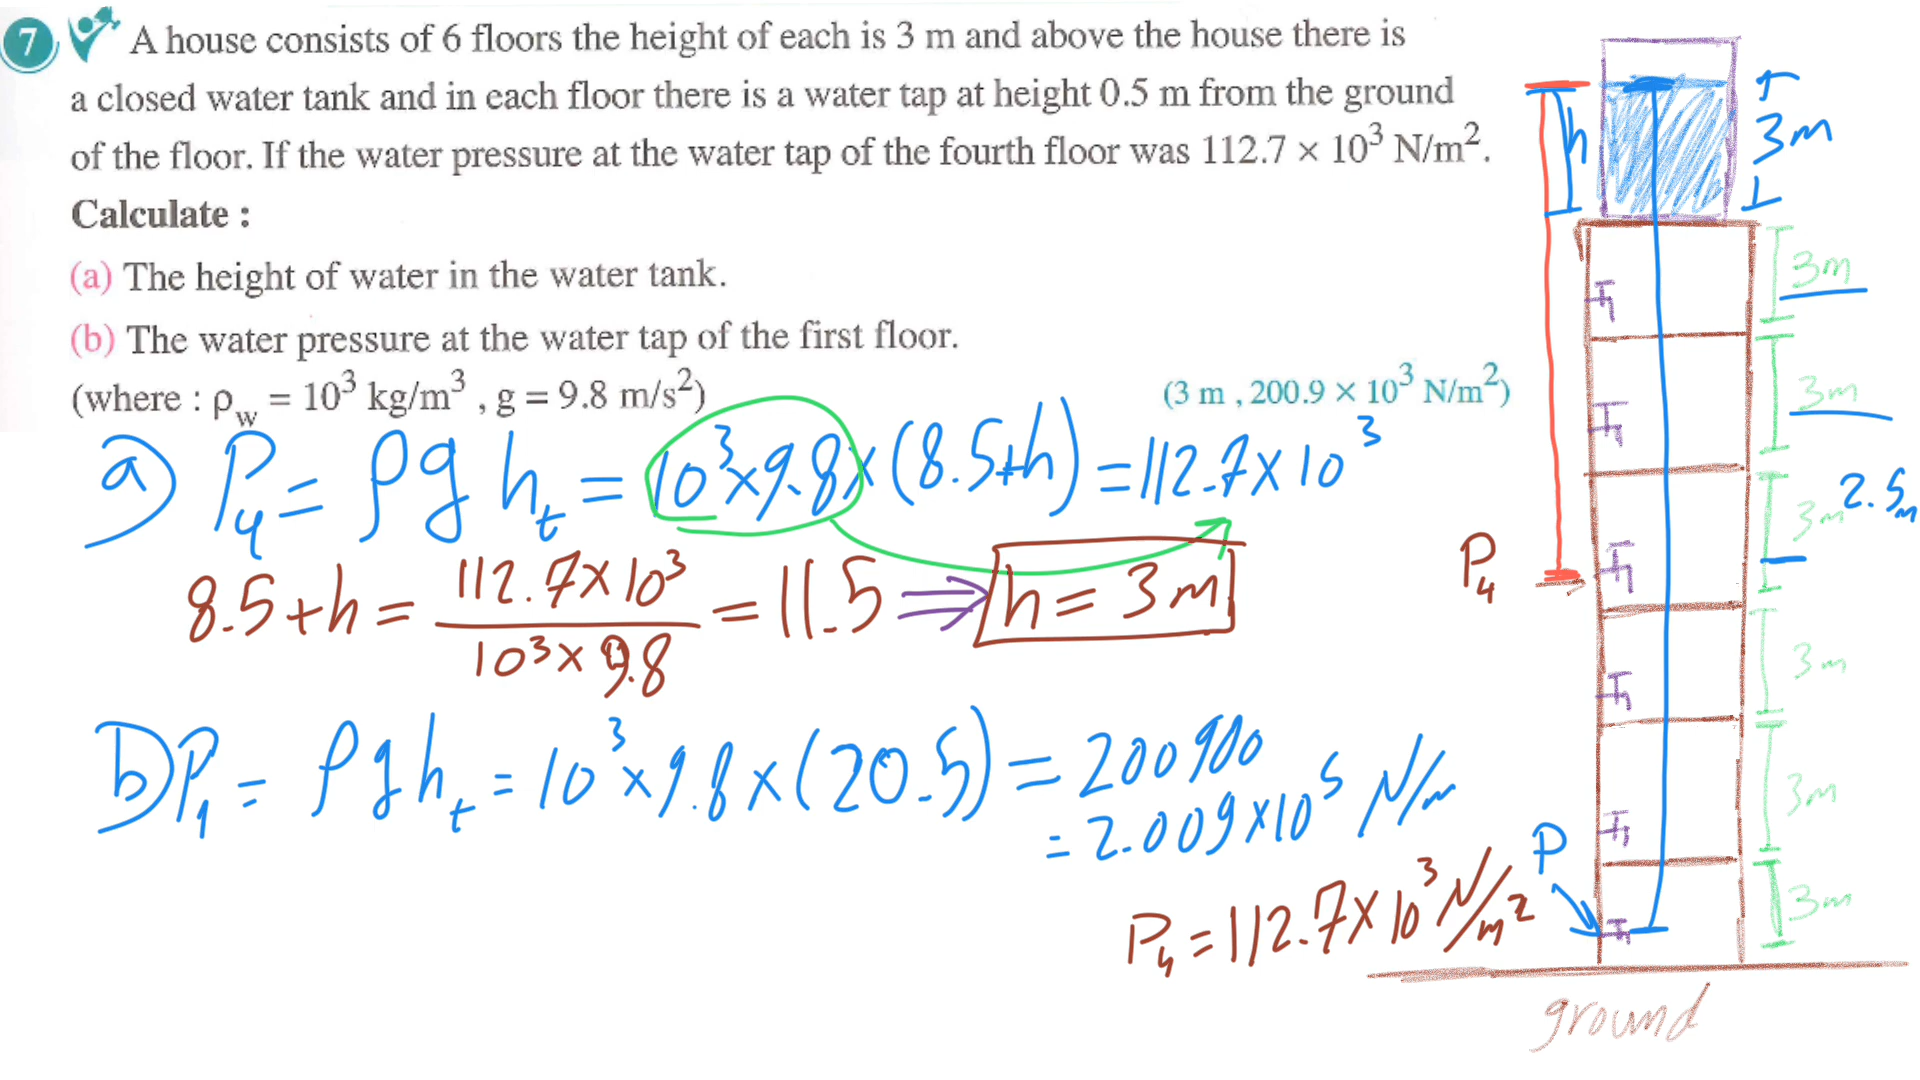 7 A house consists of 6 floors the height of each is 3 m and above the house there is
a closed water tank and in each floor there is a water tap at height 0.5 m from the ground
of the floor. If the water pressure at the water tap of the fourth floor was 112.7 × 10³ N/m².
Calculate :
(a) The height of water in the water tank.
(b) The water pressure at the water tap of the first floor.
(where : ρw = 10³ kg/m³ , g = 9.8 m/s²)
(3 m , 200.9 × 10³ N/m²)
a) P₄ = ρ g hₜ = 10³×9.8×(8.5+h) = 112.7×10³
8.5+h = 112.7×10³ / 10³×9.8 = 11.5 ⇒ h = 3m
b) P₁ = ρ g hₜ = 10³×9.8×(20.5) = 200900
= 2.009×10⁵ N/m
P₄ = 112.7×10³ N/m²
h
3m
3m
3m
3m 2.5m
P₄
3m
3m
P
3m
ground